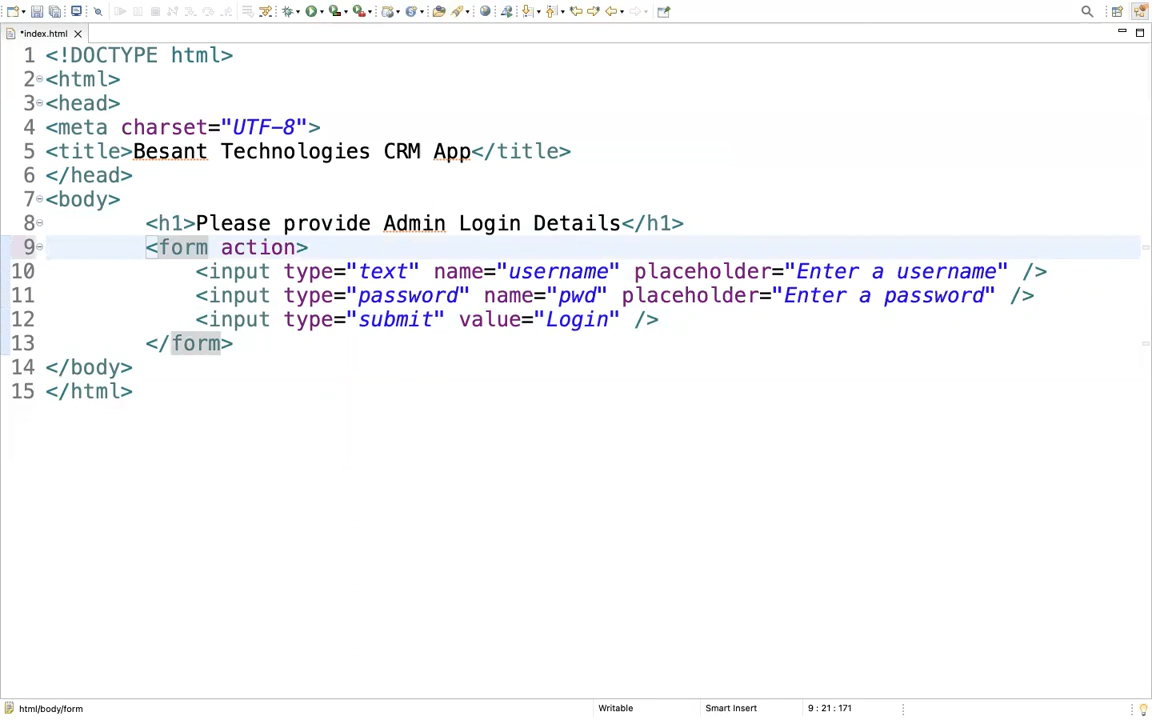 *index.html
1 <!DOCTYPE html>
2 <html>
3 <head>
4 <meta charset="UTF-8">
5 <title>Besant Technologies CRM App</title>
6 </head>
7 <body>
8 <h1>Please provide Admin Login Details</h1>
9 <form action>
10 <input type="text" name="username" placeholder="Enter a username" />
11 <input type="password" name="pwd" placeholder="Enter a password" />
12 <input type="submit" value="Login" />
13 </form>
14 </body>
15 </html>
html/body/form Writable Smart Insert 9 : 21 : 171